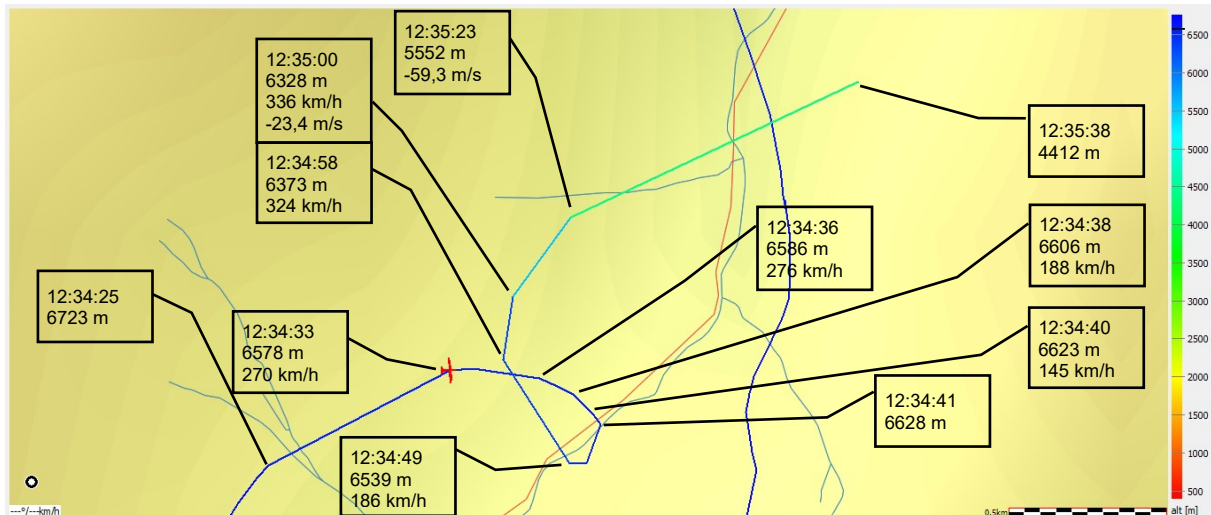 12:35:23
5552 m
-59,3 m/s
12:35:00
6328 m
336 km/h
-23,4 m/s
12:34:58
6373 m
324 km/h
12:35:38
4412 m
12:34:36
6586 m
276 km/h
12:34:38
6606 m
188 km/h
12:34:25
6723 m
12:34:33
6578 m
270 km/h
12:34:40
6623 m
145 km/h
12:34:41
6628 m
12:34:49
6539 m
186 km/h
---°/---km/h
0.5km
6500
6000
5500
5000
4500
4000
3500
3000
2500
2000
1500
1000
500
alt [m]